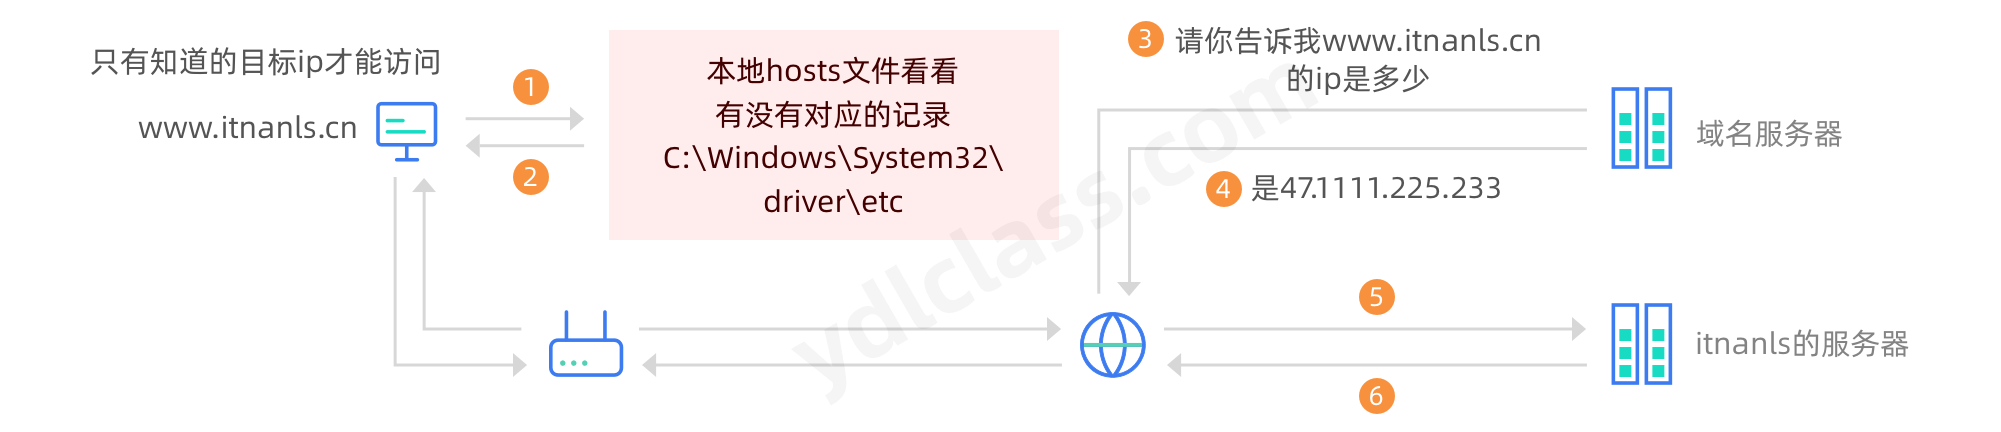 只有知道的目标ip才能访问
www.itnanls.cn
1
2
本地hosts文件看看
有没有对应的记录
C:\Windows\System32\
driver\etc
3 请你告诉我www.itnanls.cn
的ip是多少
域名服务器
4 是47.1111.225.233
5
itnanls的服务器
6
ydlclass.com